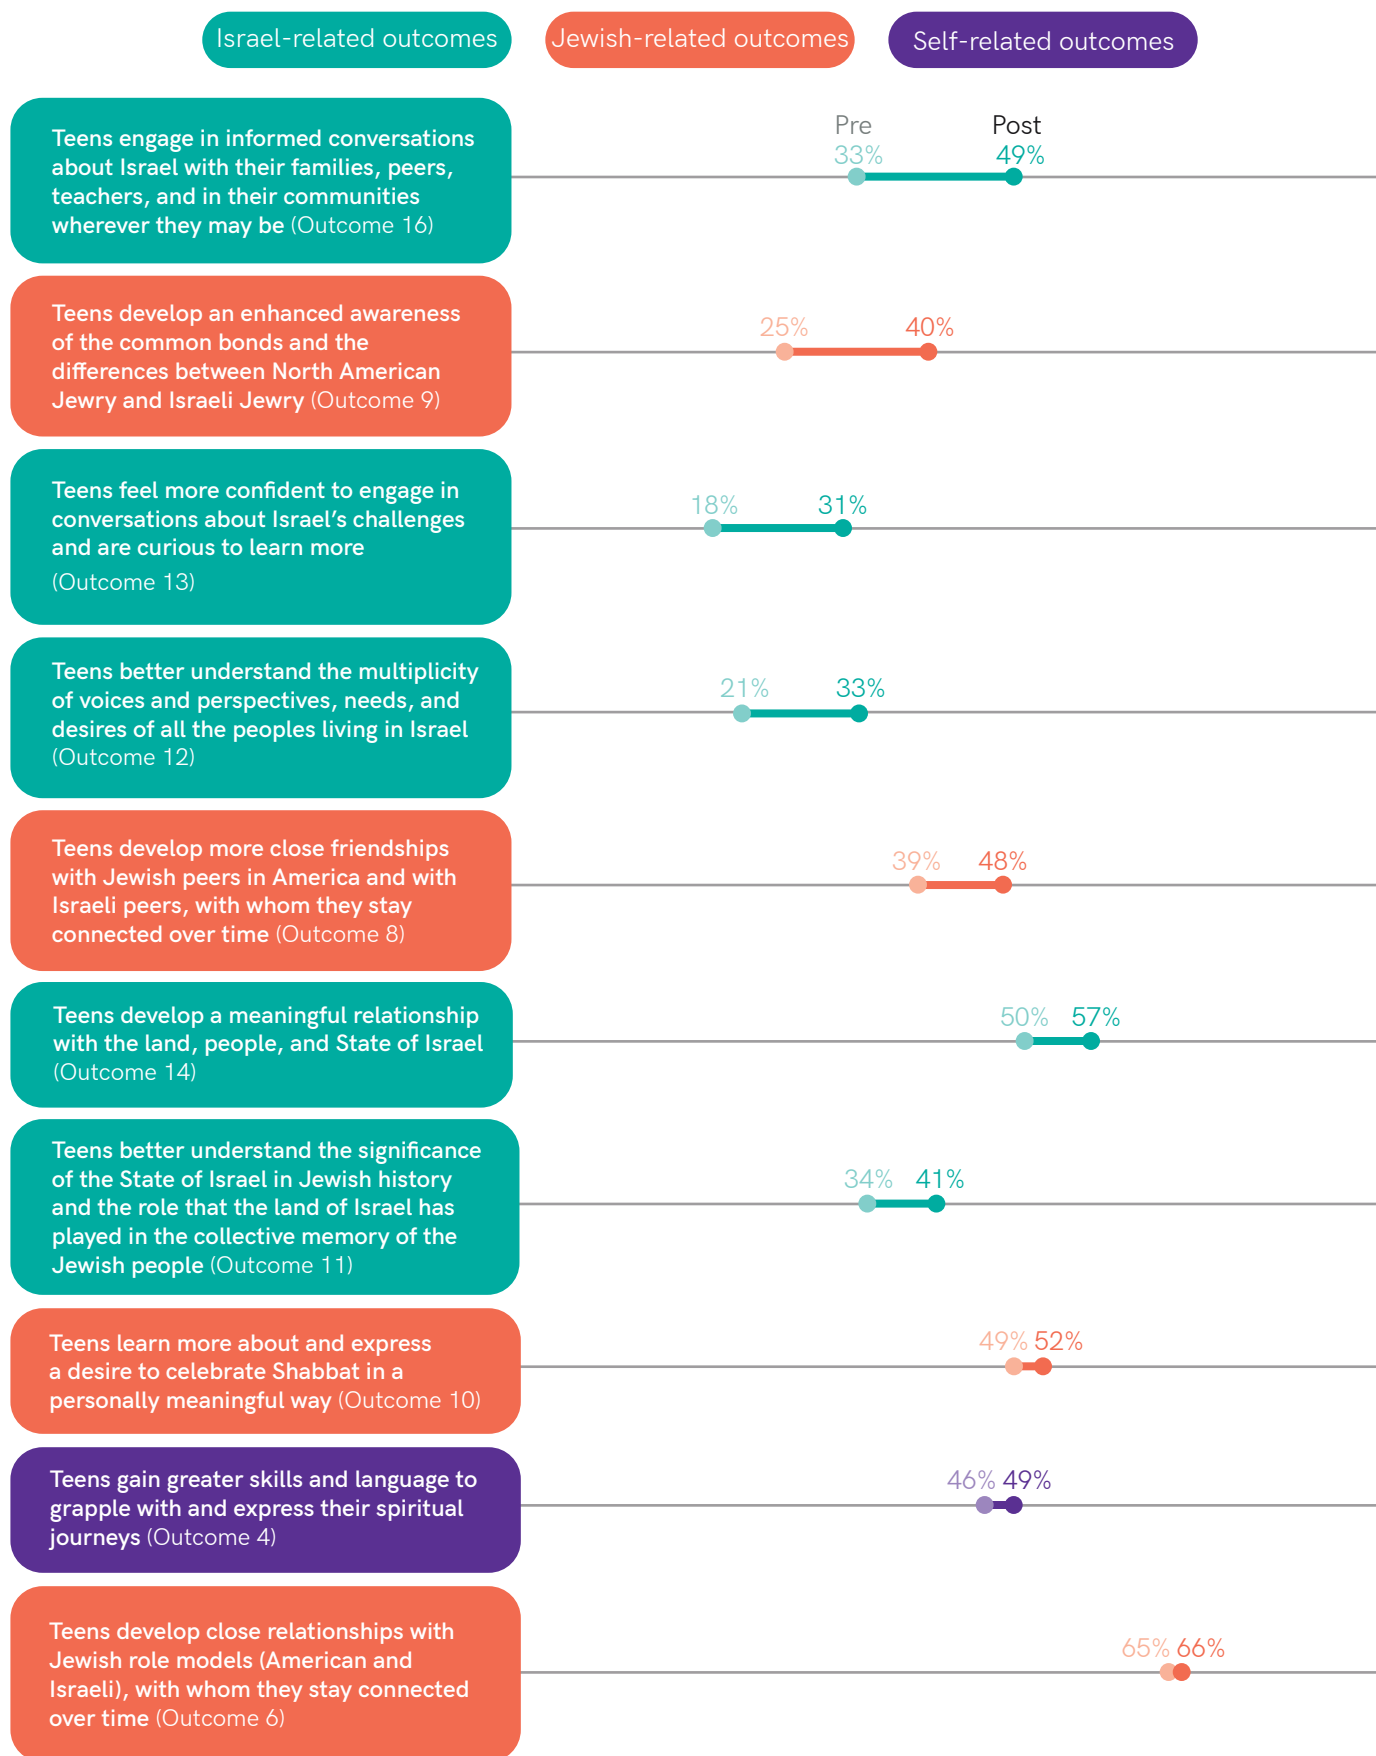 Israel-related outcomes
Jewish-related outcomes
Self-related outcomes
Teens engage in informed conversations
about Israel with their families, peers,
teachers, and in their communities
wherever they may be (Outcome 16)
Pre
Post
33%
49%
Teens develop an enhanced awareness
of the common bonds and the
differences between North American
Jewry and Israeli Jewry (Outcome 9)
25%
40%
Teens feel more confident to engage in
conversations about Israel’s challenges
and are curious to learn more
(Outcome 13)
18%
31%
Teens better understand the multiplicity
of voices and perspectives, needs, and
desires of all the peoples living in Israel
(Outcome 12)
21%
33%
Teens develop more close friendships
with Jewish peers in America and with
Israeli peers, with whom they stay
connected over time (Outcome 8)
39%
48%
Teens develop a meaningful relationship
with the land, people, and State of Israel
(Outcome 14)
50%
57%
Teens better understand the significance
of the State of Israel in Jewish history
and the role that the land of Israel has
played in the collective memory of the
Jewish people (Outcome 11)
34%
41%
Teens learn more about and express
a desire to celebrate Shabbat in a
personally meaningful way (Outcome 10)
49%
52%
Teens gain greater skills and language to
grapple with and express their spiritual
journeys (Outcome 4)
46%
49%
Teens develop close relationships with
Jewish role models (American and
Israeli), with whom they stay connected
over time (Outcome 6)
65%
66%